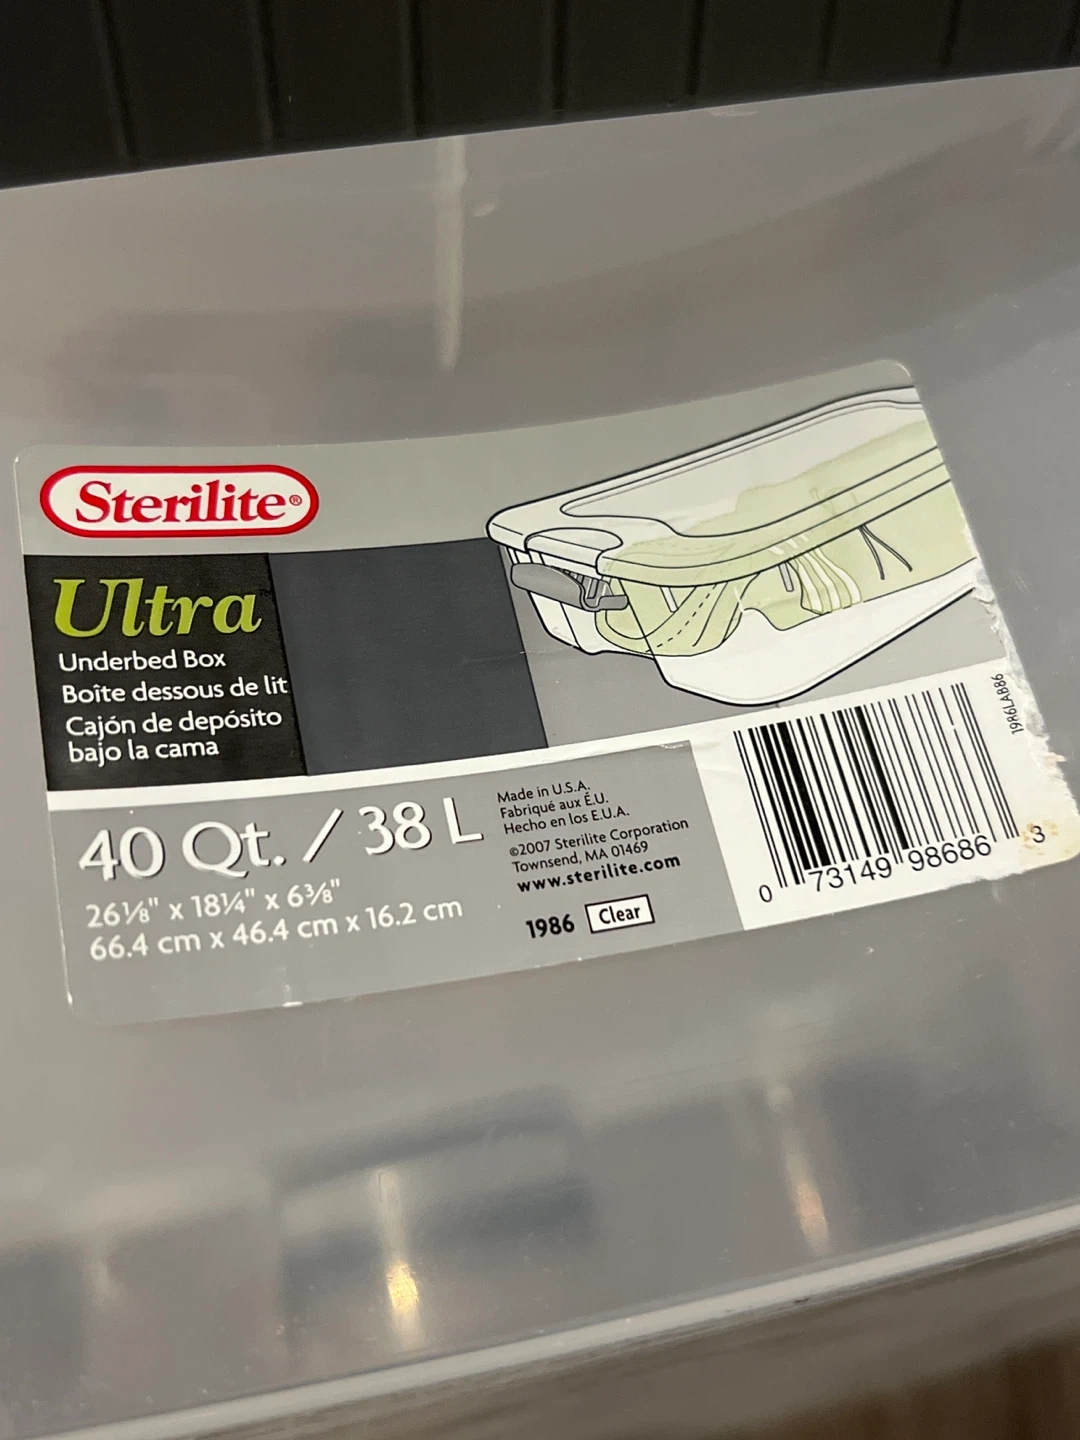 Sterilite®
Ultra
Underbed Box
Boîte dessous de lit
Cajón de depósito
bajo la cama
40 Qt. / 38 L
26⅛" x 18¼" x 6⅜"
66.4 cm x 46.4 cm x 16.2 cm
Made in U.S.A.
Fabriqué aux É.U.
Hecho en los E.U.A.
©2007 Sterilite Corporation
Townsend, MA 01469
www.sterilite.com
1986 Clear
0 73149 98686 3
1986LAB86